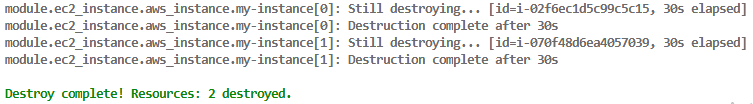 module.ec2_instance.aws_instance.my-instance[0]: Still destroying... [id=i-02f6ec1d5c99c5c15, 30s elapsed]
module.ec2_instance.aws_instance.my-instance[0]: Destruction complete after 30s
module.ec2_instance.aws_instance.my-instance[1]: Still destroying... [id=i-070f48d6ea4057039, 30s elapsed]
module.ec2_instance.aws_instance.my-instance[1]: Destruction complete after 30s
Destroy complete! Resources: 2 destroyed.